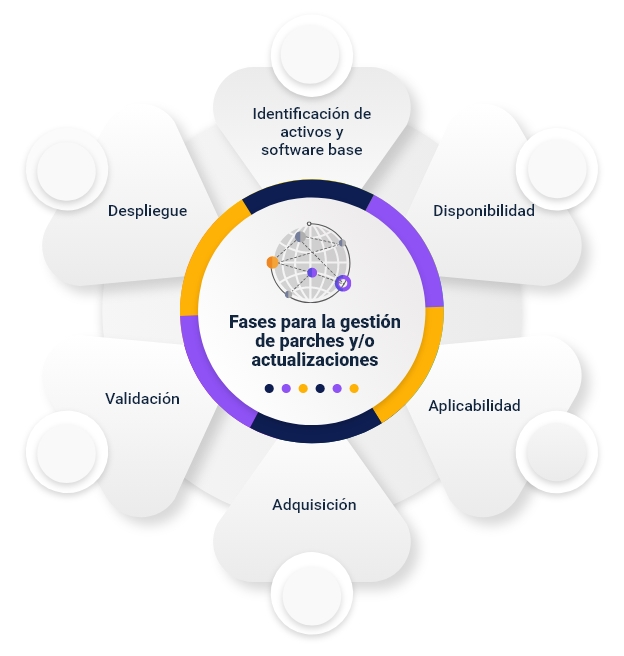 Identificación de
activos y
software base
Disponibilidad
Aplicabilidad
Adquisición
Validación
Despliegue
Fases para la gestión
de parches y/o
actualizaciones